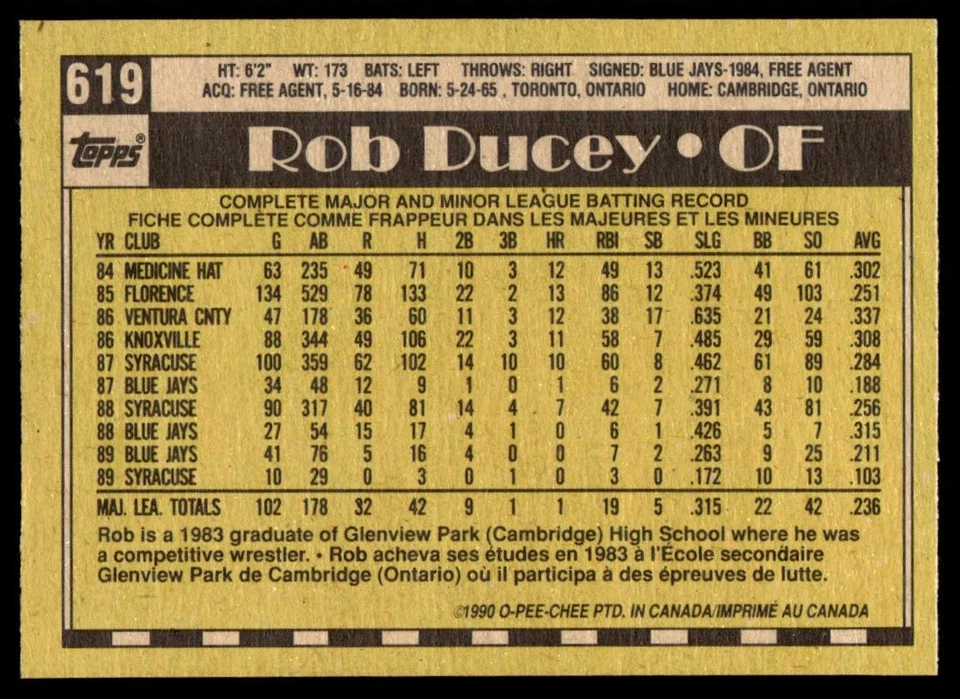 619
HT: 6'2" WT: 173 BATS: LEFT THROWS: RIGHT SIGNED: BLUE JAYS-1984, FREE AGENT
ACQ: FREE AGENT, 5-16-84 BORN: 5-24-65 , TORONTO, ONTARIO HOME: CAMBRIDGE, ONTARIO
topps®
Rob Ducey • OF
COMPLETE MAJOR AND MINOR LEAGUE BATTING RECORD
FICHE COMPLÈTE COMME FRAPPEUR DANS LES MAJEURES ET LES MINEURES
YR CLUB G AB R H 2B 3B HR RBI SB SLG BB SO AVG
84 MEDICINE HAT 63 235 49 71 10 3 12 49 13 .523 41 61 .302
85 FLORENCE 134 529 78 133 22 2 13 86 12 .374 49 103 .251
86 VENTURA CNTY 47 178 36 60 11 3 12 38 17 .635 21 24 .337
86 KNOXVILLE 88 344 49 106 22 3 11 58 7 .485 29 59 .308
87 SYRACUSE 100 359 62 102 14 10 10 60 8 .462 61 89 .284
87 BLUE JAYS 34 48 12 9 1 0 1 6 2 .271 8 10 .188
88 SYRACUSE 90 317 40 81 14 4 7 42 7 .391 43 81 .256
88 BLUE JAYS 27 54 15 17 4 1 0 6 1 .426 5 7 .315
89 BLUE JAYS 41 76 5 16 4 0 0 7 2 .263 9 25 .211
89 SYRACUSE 10 29 0 3 0 1 0 3 0 .172 10 13 .103
MAJ. LEA. TOTALS 102 178 32 42 9 1 1 19 5 .315 22 42 .236
Rob is a 1983 graduate of Glenview Park (Cambridge) High School where he was
a competitive wrestler. • Rob acheva ses études en 1983 à l'École secondaire
Glenview Park de Cambridge (Ontario) où il participa à des épreuves de lutte.
©1990 O-PEE-CHEE PTD. IN CANADA/IMPRIMÉ AU CANADA